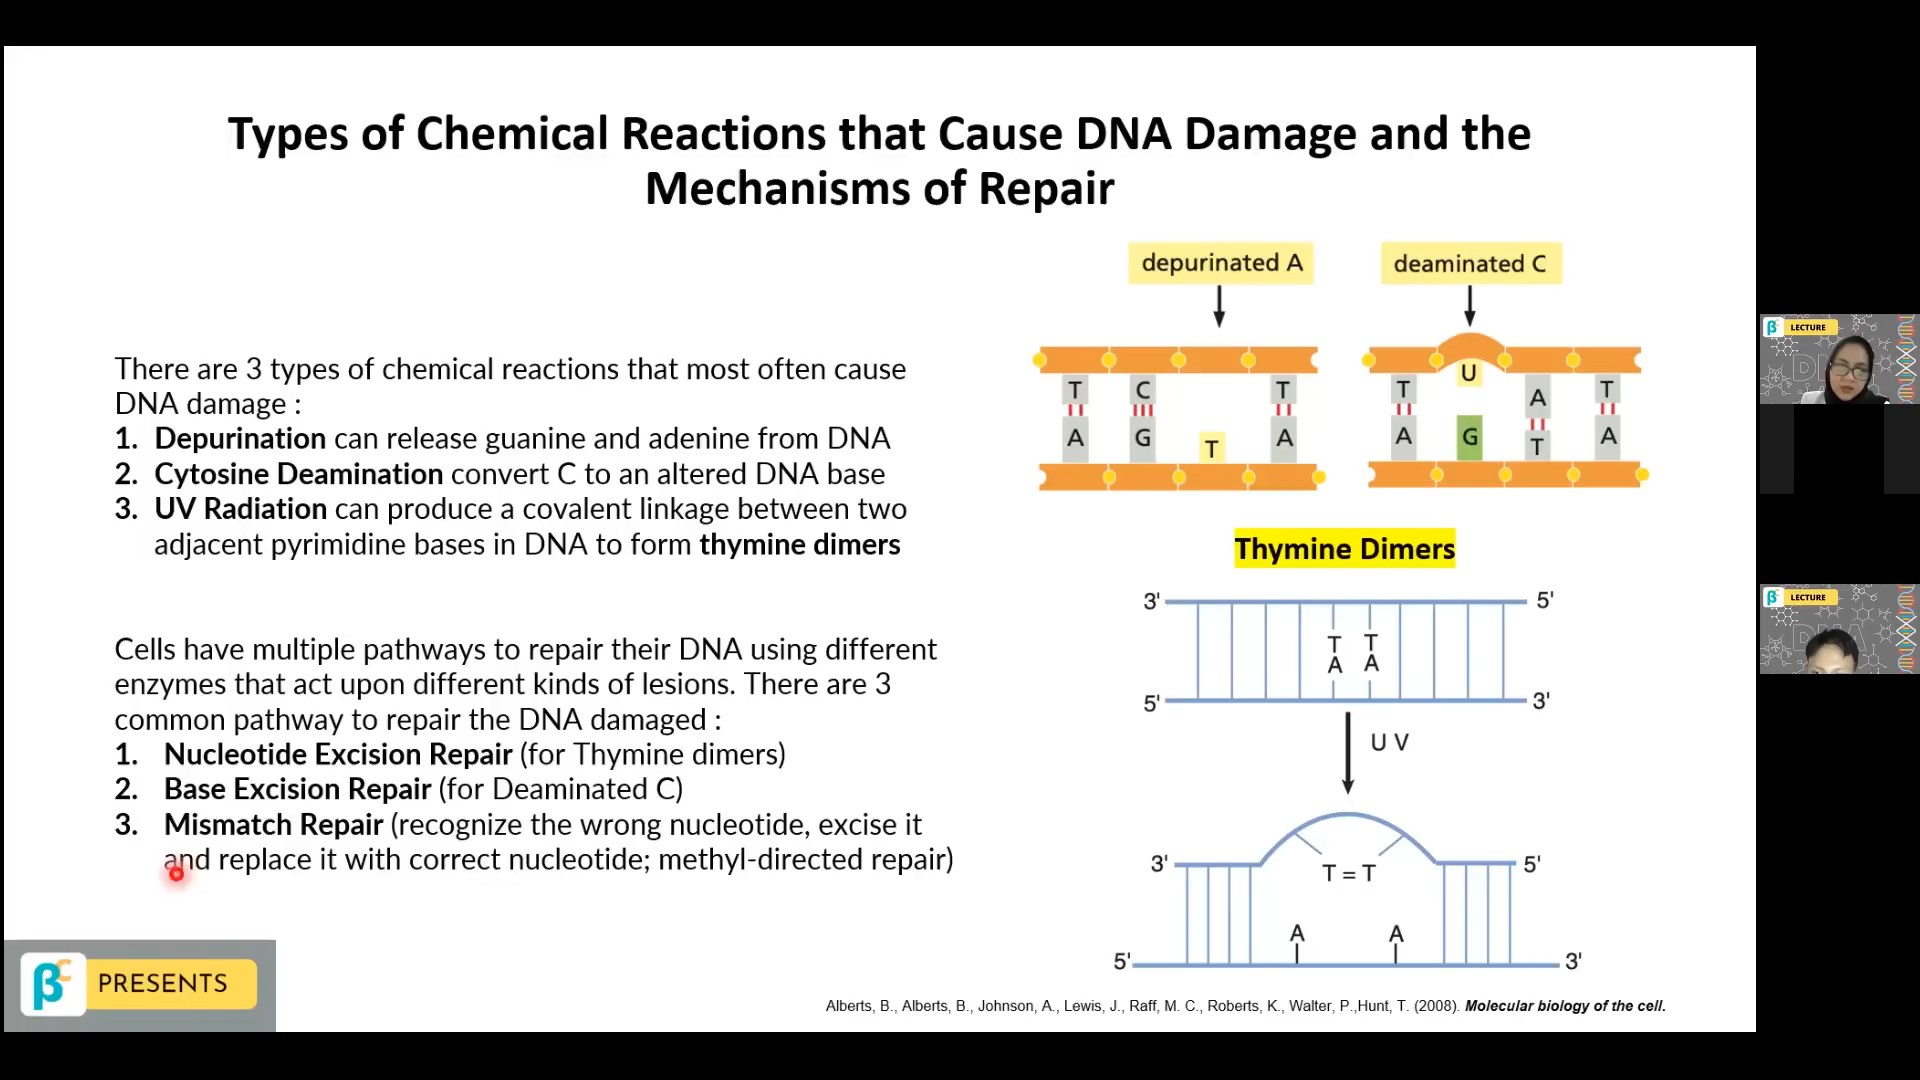 Types of Chemical Reactions that Cause DNA Damage and the
Mechanisms of Repair
There are 3 types of chemical reactions that most often cause
DNA damage :
1. Depurination can release guanine and adenine from DNA
2. Cytosine Deamination convert C to an altered DNA base
3. UV Radiation can produce a covalent linkage between two
adjacent pyrimidine bases in DNA to form thymine dimers
Cells have multiple pathways to repair their DNA using different
enzymes that act upon different kinds of lesions. There are 3
common pathway to repair the DNA damaged :
1. Nucleotide Excision Repair (for Thymine dimers)
2. Base Excision Repair (for Deaminated C)
3. Mismatch Repair (recognize the wrong nucleotide, excise it
and replace it with correct nucleotide; methyl-directed repair)
depurinated A
T C T
A G T A
deaminated C
T U A T
A G T A
Thymine Dimers
3' 5'
T T
A A
5' 3'
U V
3' 5'
T = T
A A
5' 3'
Alberts, B., Alberts, B., Johnson, A., Lewis, J., Raff, M. C., Roberts, K., Walter, P.,Hunt, T. (2008). Molecular biology of the cell.
βc PRESENTS
β LECTURE
β LECTURE